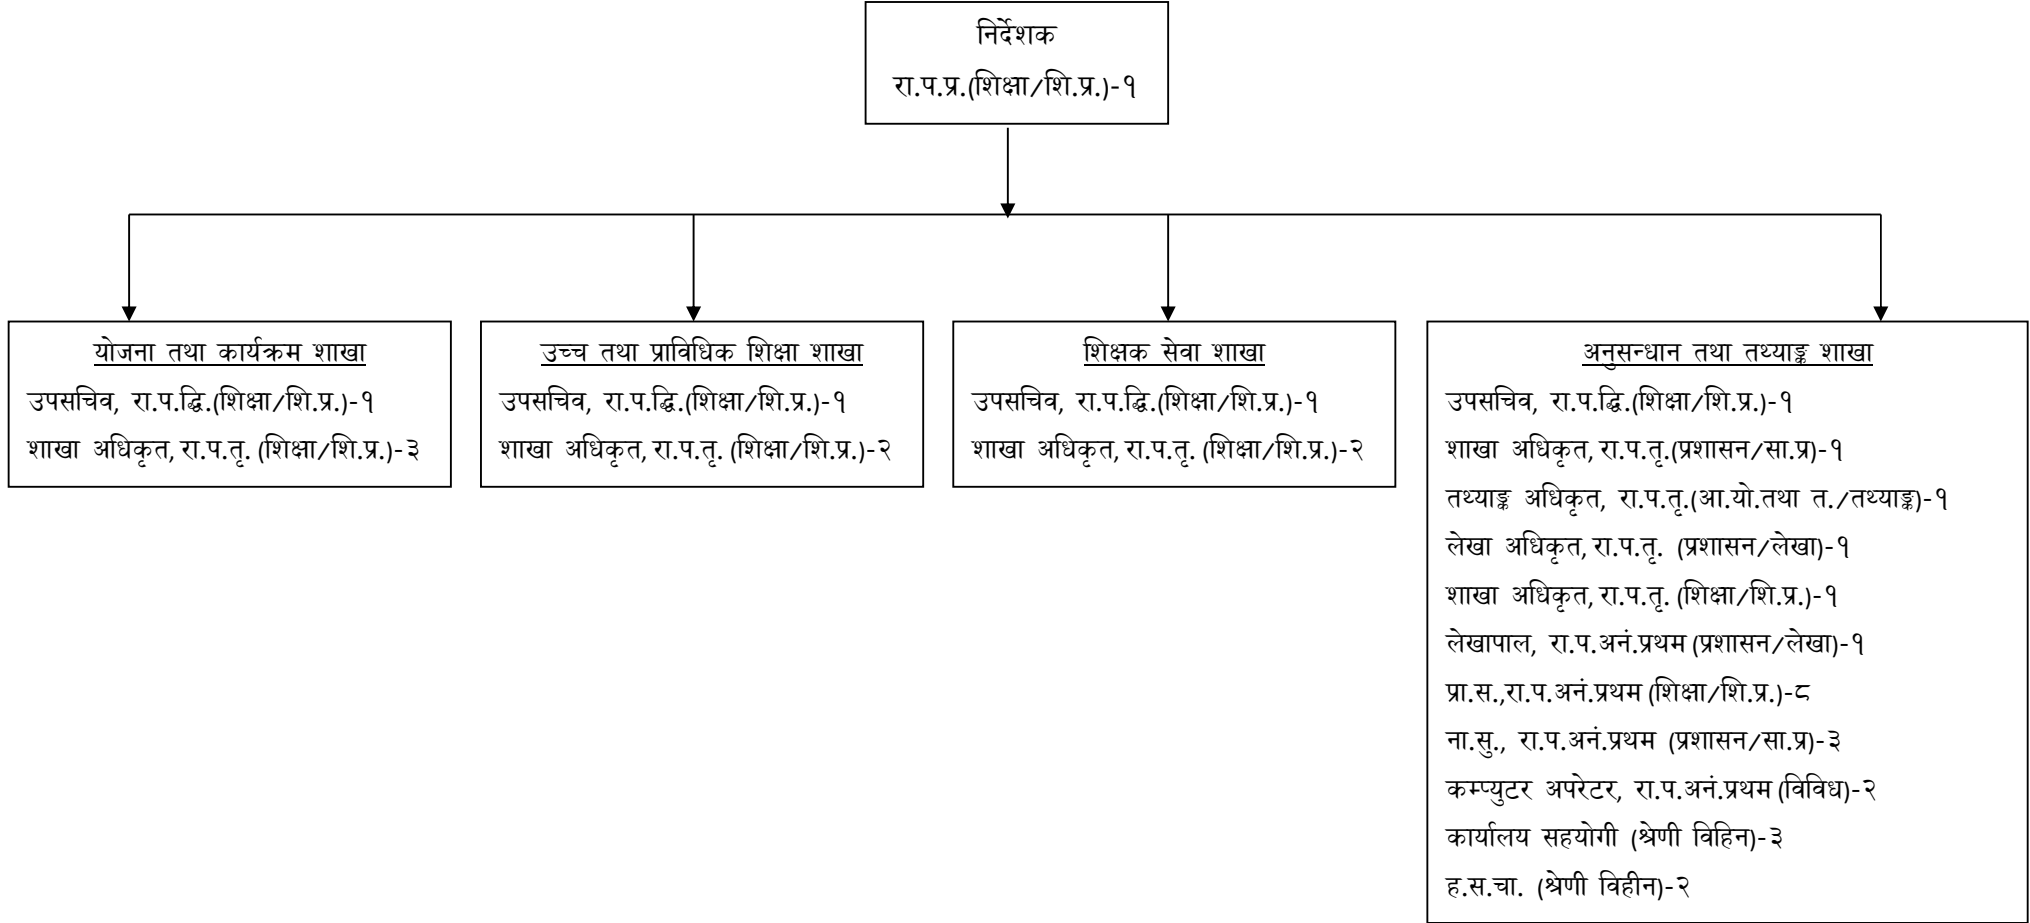 निर्देशक
रा.प.प्र.(शिक्षा/शि.प्र.)-१
योजना तथा कार्यक्रम शाखा
उपसचिव, रा.प.द्धि.(शिक्षा/शि.प्र.)-१
शाखा अधिकृत, रा.प.तृ. (शिक्षा/शि.प्र.)-३
उच्च तथा प्राविधिक शिक्षा शाखा
उपसचिव, रा.प.द्धि.(शिक्षा/शि.प्र.)-१
शाखा अधिकृत, रा.प.तृ. (शिक्षा/शि.प्र.)-२
शिक्षक सेवा शाखा
उपसचिव, रा.प.द्धि.(शिक्षा/शि.प्र.)-१
शाखा अधिकृत, रा.प.तृ. (शिक्षा/शि.प्र.)-२
अनुसन्धान तथा तथ्याङ्क शाखा
उपसचिव, रा.प.द्धि.(शिक्षा/शि.प्र.)-१
शाखा अधिकृत, रा.प.तृ.(प्रशासन/सा.प्र)-१
तथ्याङ्क अधिकृत, रा.प.तृ.(आ.यो.तथा त./तथ्याङ्क)-१
लेखा अधिकृत, रा.प.तृ. (प्रशासन/लेखा)-१
शाखा अधिकृत, रा.प.तृ. (शिक्षा/शि.प्र.)-१
लेखापाल, रा.प.अनं.प्रथम (प्रशासन/लेखा)-१
प्रा.स.,रा.प.अनं.प्रथम (शिक्षा/शि.प्र.)-८
ना.सु., रा.प.अनं.प्रथम (प्रशासन/सा.प्र)-३
कम्प्युटर अपरेटर, रा.प.अनं.प्रथम (विविध)-२
कार्यालय सहयोगी (श्रेणी विहिन)-३
ह.स.चा. (श्रेणी विहीन)-२